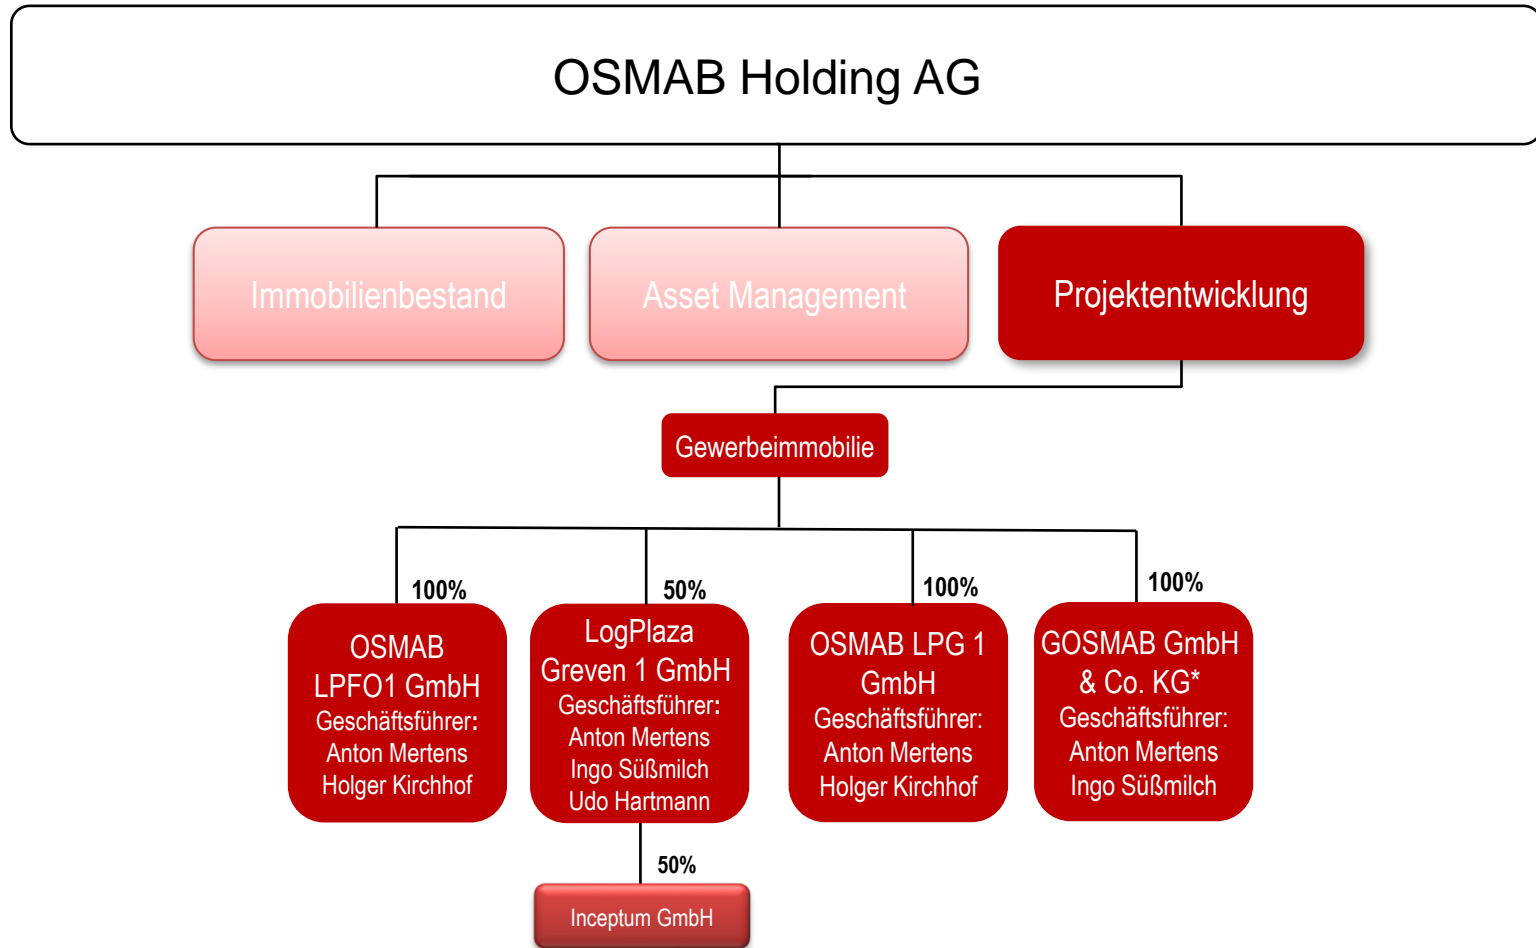 OSMAB Holding AG
Immobilienbestand
Asset Management
Projektentwicklung
Gewerbeimmobilie
100%
OSMAB
LPFO1 GmbH
Geschäftsführer:
Anton Mertens
Holger Kirchhof
50%
LogPlaza
Greven 1 GmbH
Geschäftsführer:
Anton Mertens
Ingo Süßmilch
Udo Hartmann
100%
OSMAB LPG 1
GmbH
Geschäftsführer:
Anton Mertens
Holger Kirchhof
100%
GOSMAB GmbH
& Co. KG*
Geschäftsführer:
Anton Mertens
Ingo Süßmilch
50%
Inceptum GmbH